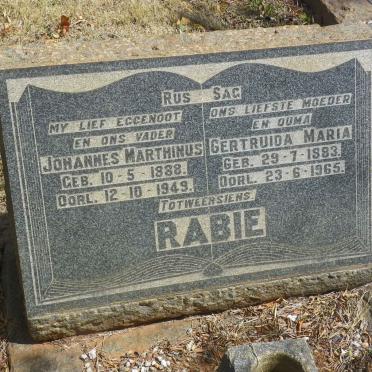 RUS SAG
MY LIEF EGGENOOT
EN ONS VADER
JOHANNES MARTHINUS
GEB. 10-5-1888.
OORL. 12-10-1949.
ONS LIEFSTE MOEDER
EN OUMA
GERTRUIDA MARIA
GEB. 29-7-1893.
OORL. 23-6-1965.
TOTWEERSIENS
RABIE